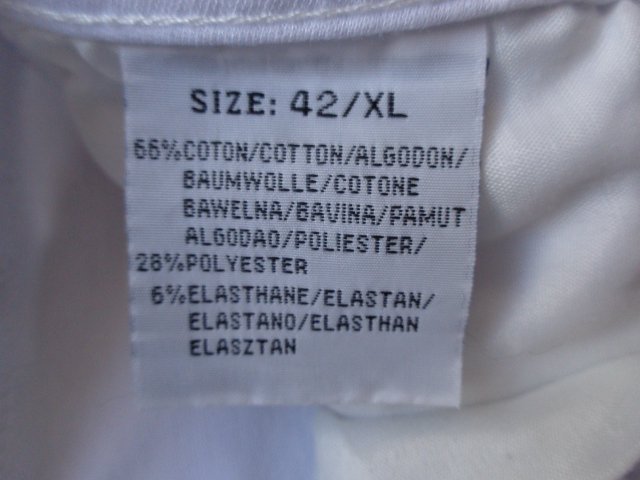 SIZE: 42/XL
66%COTON/COTTON/ALGODON/
BAUMWOLLE/COTONE
BAWELNA/BAVINA/PAMUT
ALGODAO/POLIESTER/
28%POLYESTER
6%ELASTHANE/ELASTAN/
ELASTANO/ELASTHAN
ELASZTAN